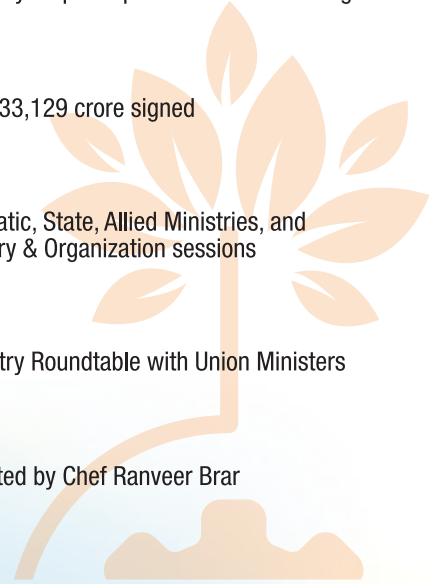 33,129 crore signed
atic, State, Allied Ministries, and
ry & Organization sessions
try Roundtable with Union Ministers
ted by Chef Ranveer Brar